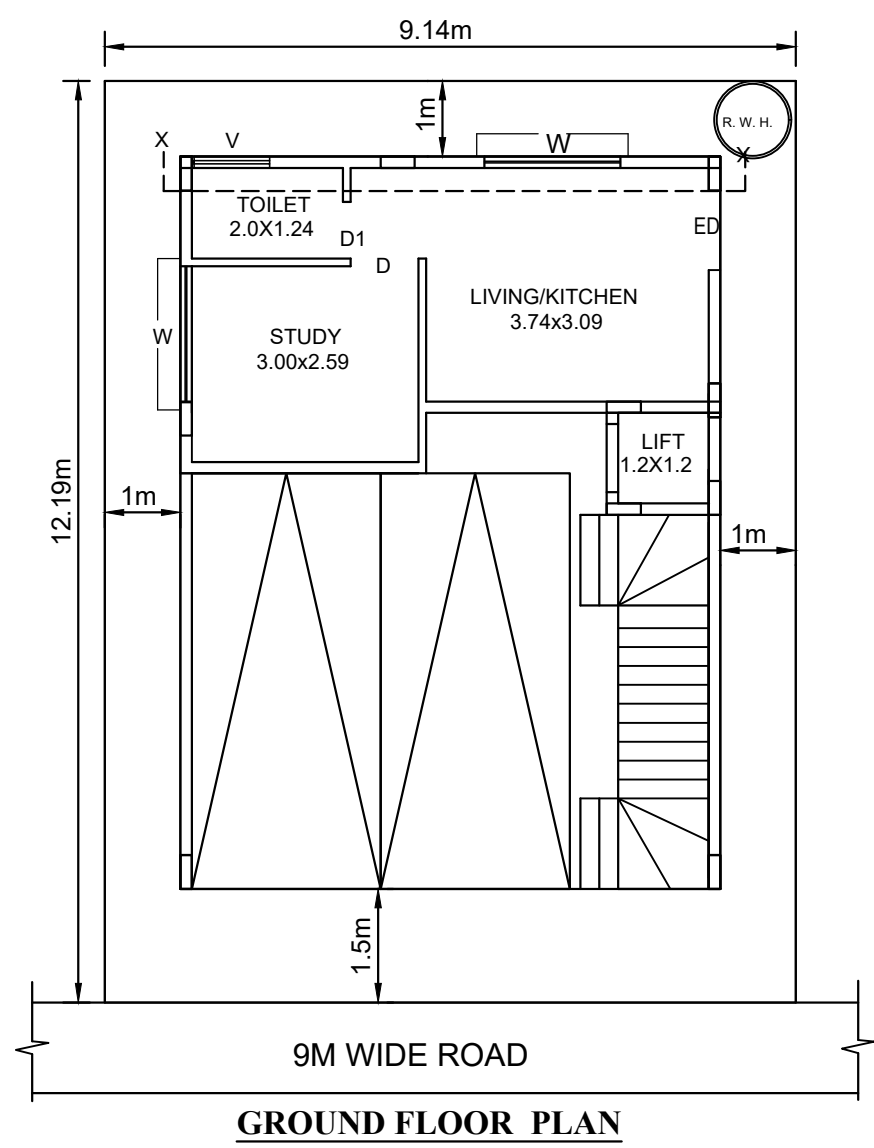 9.14m
1m
R. W. H.
X
V
W
X
TOILET
2.0X1.24
ED
D1
D
LIVING/KITCHEN
3.74x3.09
W
STUDY
3.00x2.59
LIFT
1.2X1.2
12.19m
1m
1m
1.5m
9M WIDE ROAD
GROUND FLOOR PLAN